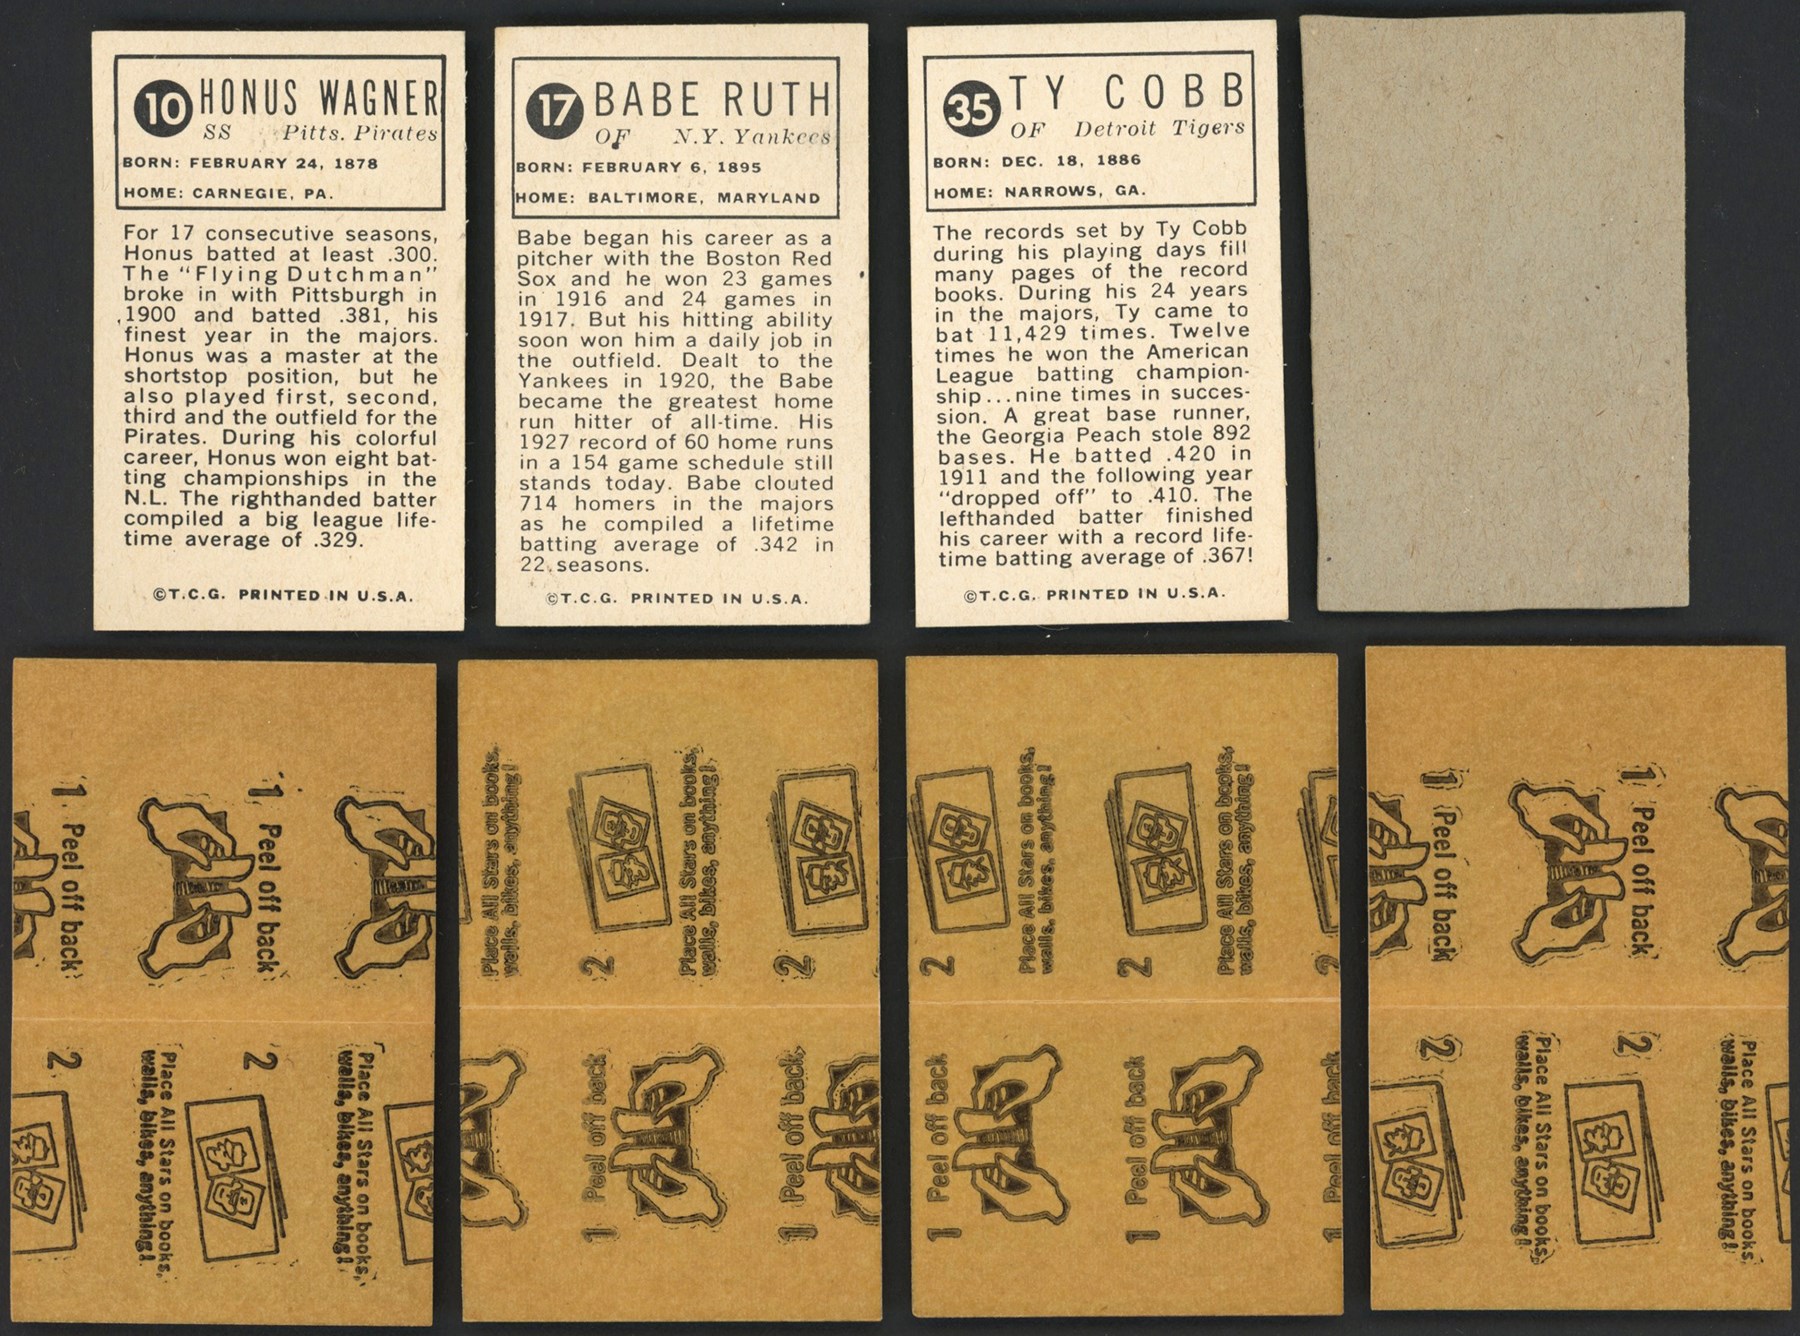 10 HONUS WAGNER
SS Pitts. Pirates
BORN: FEBRUARY 24, 1878
HOME: CARNEGIE, PA.
For 17 consecutive seasons,
Honus batted at least .300.
The "Flying Dutchman"
broke in with Pittsburgh in
1900 and batted .381, his
finest year in the majors.
Honus was a master at the
shortstop position, but he
also played first, second,
third and the outfield for the
Pirates. During his colorful
career, Honus won eight bat-
ting championships in the
N.L. The righthanded batter
compiled a big league life-
time average of .329.
©T.C.G. PRINTED IN U.S.A.
17 BABE RUTH
OF N.Y. Yankees
BORN: FEBRUARY 6, 1895
HOME: BALTIMORE, MARYLAND
Babe began his career as a
pitcher with the Boston Red
Sox and he won 23 games
in 1916 and 24 games in
1917. But his hitting ability
soon won him a daily job in
the outfield. Dealt to the
Yankees in 1920, the Babe
became the greatest home
run hitter of all-time. His
1927 record of 60 home runs
in a 154 game schedule still
stands today. Babe clouted
714 homers in the majors
as he compiled a lifetime
batting average of .342 in
22 seasons.
©T.C.G. PRINTED IN U.S.A.
35 TY COBB
OF Detroit Tigers
BORN: DEC. 18, 1886
HOME: NARROWS, GA.
The records set by Ty Cobb
during his playing days fill
many pages of the record
books. During his 24 years
in the majors, Ty came to
bat 11,429 times. Twelve
times he won the American
League batting champion-
ship...nine times in succes-
sion. A great base runner,
the Georgia Peach stole 892
bases. He batted .420 in
1911 and the following year
"dropped off" to .410. The
lefthanded batter finished
his career with a record life-
time batting average of .367!
©T.C.G. PRINTED IN U.S.A.
1 Peel off back
1 Peel off back
2
Place All Stars on books,
walls, bikes, anything!
2
Place All Stars on books,
walls, bikes, anything!
Place All Stars on books,
walls, bikes, anything!
2
Place All Stars on books,
walls, bikes, anything!
2
1 Peel off back
1 Peel off back
2
Place All Stars on books,
walls, bikes, anything!
2
Place All Stars on books,
walls, bikes, anything!
2
1 Peel off back
1 Peel off back
1 Peel off back
1 Peel off back
1 Peel off back
2
Place All Stars on books,
walls, bikes, anything!
2
Place All Stars on books,
walls, bikes, anything!